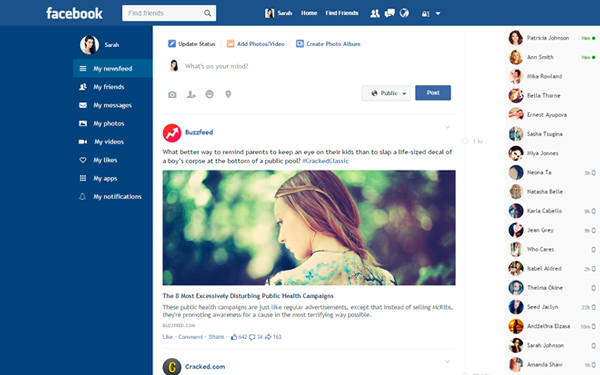 facebook
Find friends
Sarah
Home
Find Friends
Sarah
My newsfeed
My friends
My messages
My photos
My videos
My likes
My apps
My notifications
Update Status
Add Photos/Video
Create Photo Album
What's on your mind?
Public
Post
Buzzfeed
1 hr
What better way to remind parents to keep an eye on their kids than to slap a life-sized decal of
a boy's corpse at the bottom of a public pool? #CrackedClassic
The 8 Most Excessively Disturbing Public Health Campaigns
These public health campaigns are just like regular advertisements, except that instead of selling McRibs,
they're promoting awareness for a cause in the most terrifying way possible.
BUZZFEED.COM
Like · Comment · Share · 642 34 163
Cracked.com
Patricia Johnson
Ann Smith
Mika Rowland
Bella Thorne
Ernest Ayupova
Sasha Tsugina
Miya Jonnes
Neona Ta 5h
Natasha Belle
Karla Cabello 9h
Jean Grey 9h
Who Cares
Isabel Aldred 2h
Thelma Okine
Seed Jaclyn 22h
Andżelina Elzasa 10m
Sarah Johnson
Amanda Shaw 1h